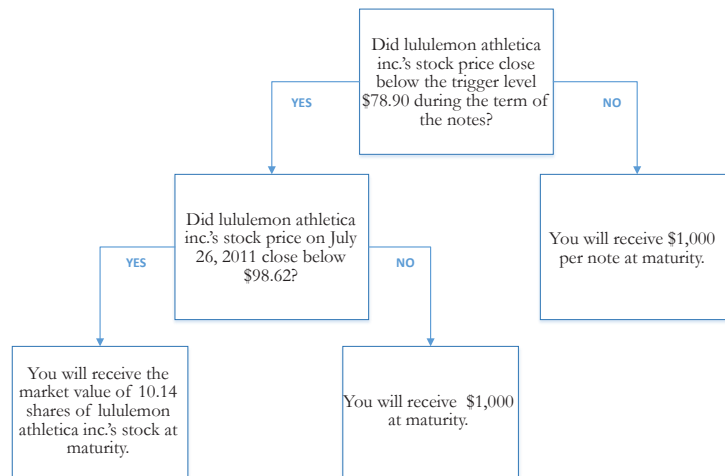 Did lululemon athletica
inc.'s stock price close
below the trigger level
$78.90 during the term of
the notes?
YES
NO
Did lululemon athletica
inc.'s stock price on July
26, 2011 close below
$98.62?
You will receive $1,000
per note at maturity.
YES
NO
You will receive the
market value of 10.14
shares of lululemon
athletica inc.'s stock at
maturity.
You will receive $1,000
at maturity.